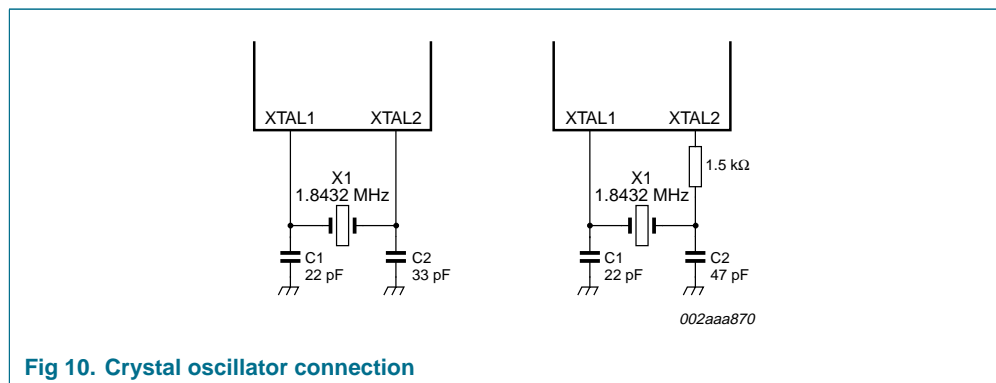 XTAL1 XTAL2
X1
1.8432 MHz
C1
22 pF
C2
33 pF
XTAL1 XTAL2
1.5 kΩ
X1
1.8432 MHz
C1
22 pF
C2
47 pF
002aaa870
Fig 10. Crystal oscillator connection